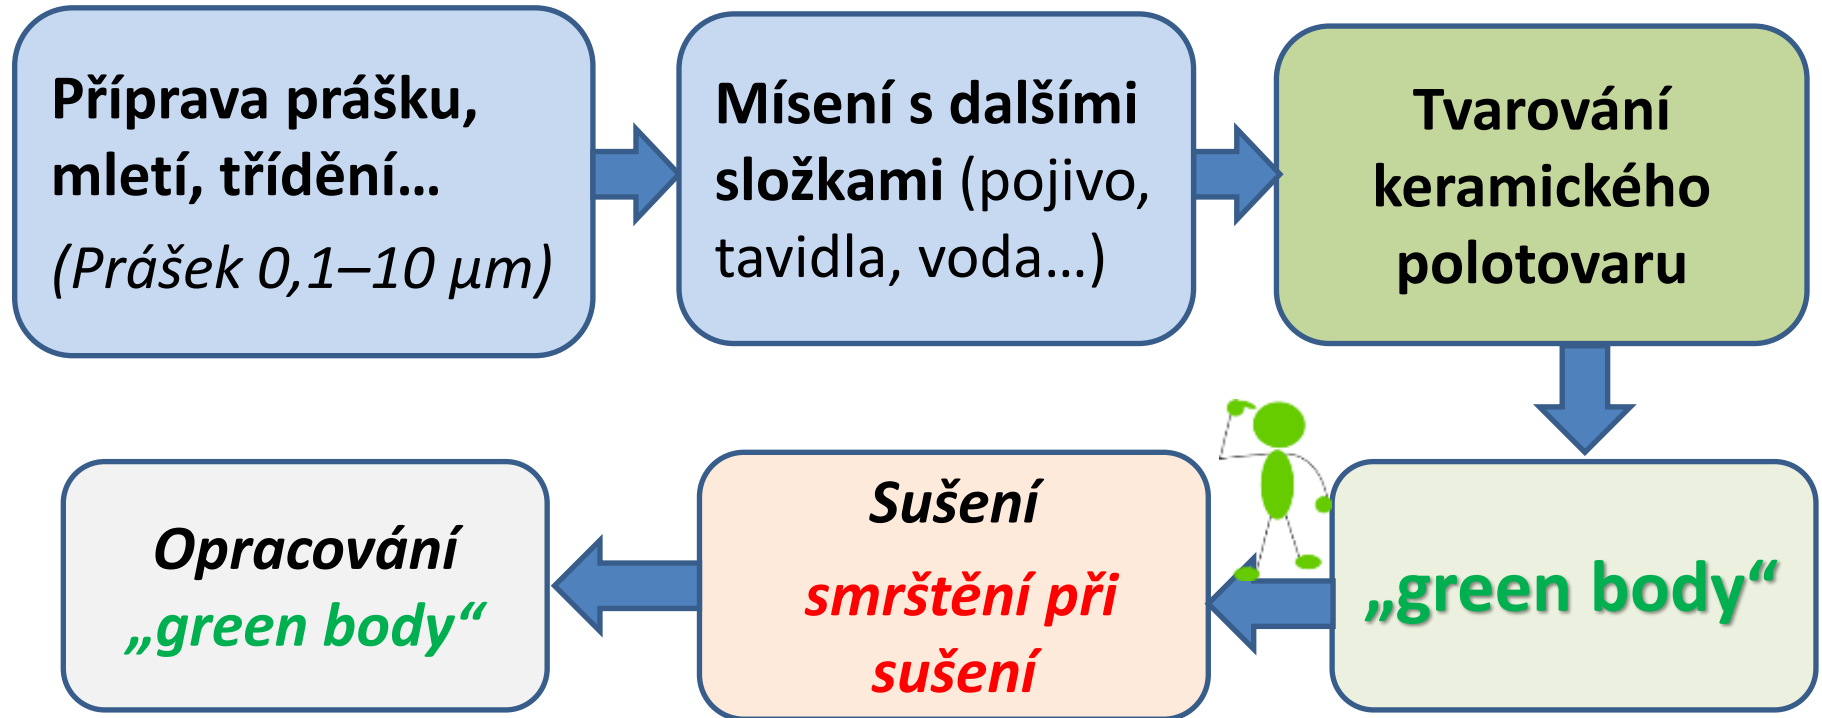 Příprava prášku,
mletí, třídění...
(Prášek 0,1–10 μm)
Mísení s dalšími
složkami (pojivo,
tavidla, voda...)
Tvarování
keramického
polotovaru
„green body“
Sušení
smrštění při
sušení
Opracování
„green body“